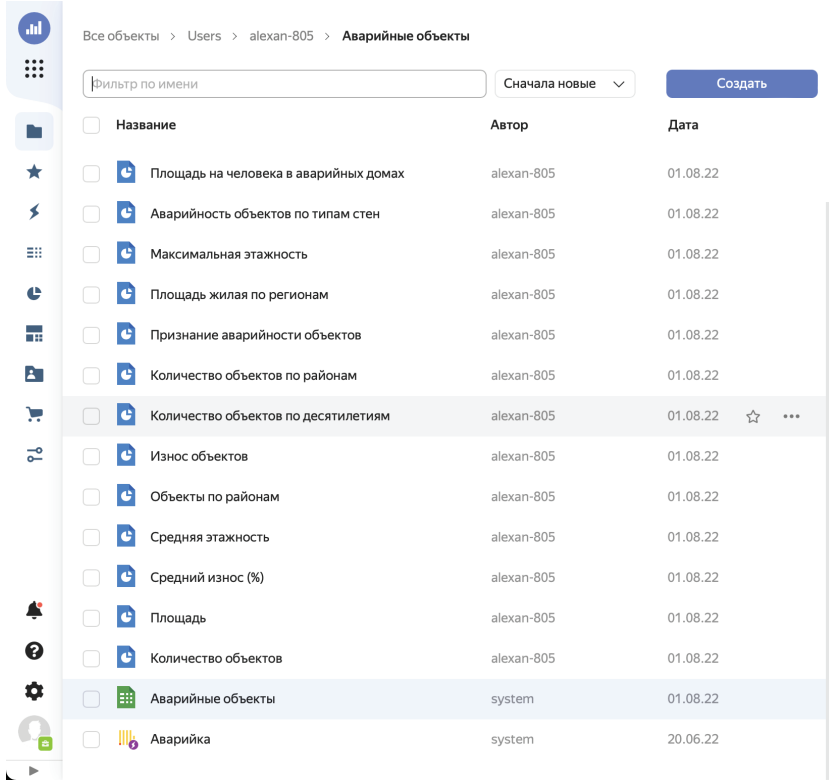 Все объекты > Users > alexan-805 > Аварийные объекты
Фильтр по имени Сначала новые Создать
Название Автор Дата
Площадь на человека в аварийных домах alexan-805 01.08.22
Аварийность объектов по типам стен alexan-805 01.08.22
Максимальная этажность alexan-805 01.08.22
Площадь жилая по регионам alexan-805 01.08.22
Признание аварийности объектов alexan-805 01.08.22
Количество объектов по районам alexan-805 01.08.22
Количество объектов по десятилетиям alexan-805 01.08.22
Износ объектов alexan-805 01.08.22
Объекты по районам alexan-805 01.08.22
Средняя этажность alexan-805 01.08.22
Средний износ (%) alexan-805 01.08.22
Площадь alexan-805 01.08.22
Количество объектов alexan-805 01.08.22
Аварийные объекты system 01.08.22
Аварийка system 20.06.22